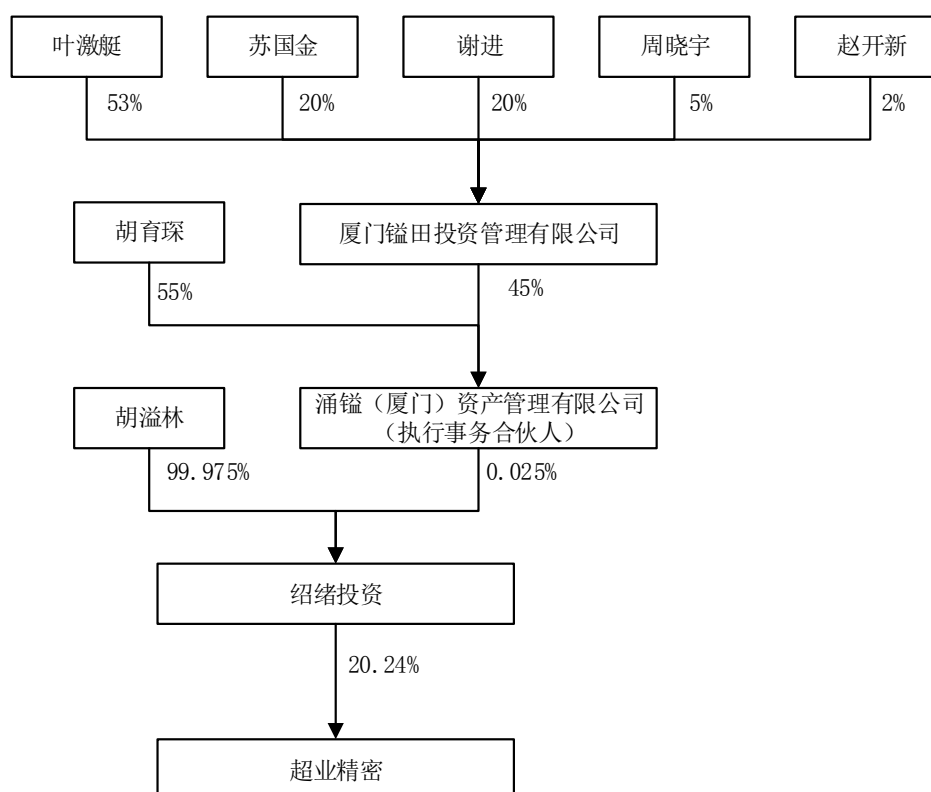 叶激艇
苏国金
谢进
周晓宇
赵开新
53%
20%
20%
5%
2%
胡育琛
厦门镒田投资管理有限公司
55%
45%
胡溢林
涌镒（厦门）资产管理有限公司
（执行事务合伙人）
99.975%
0.025%
绍绪投资
20.24%
超业精密